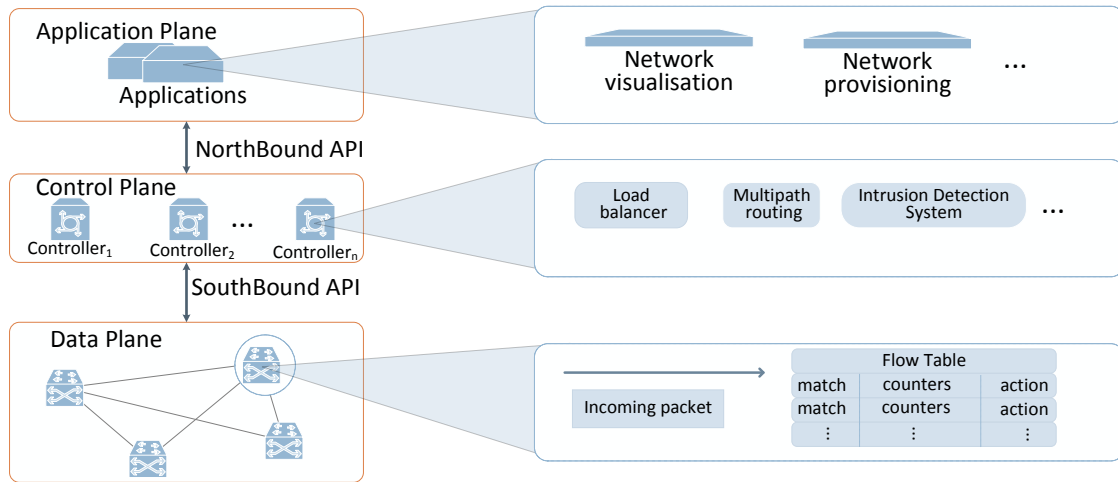 Application Plane
Applications
Network
visualisation
Network
provisioning
...
NorthBound API
Control Plane
...
Controller₁
Controller₂
Controllerₙ
Load
balancer
Multipath
routing
Intrusion Detection
System
...
SouthBound API
Data Plane
Incoming packet
Flow Table
match counters action
match counters action
⋮ ⋮ ⋮